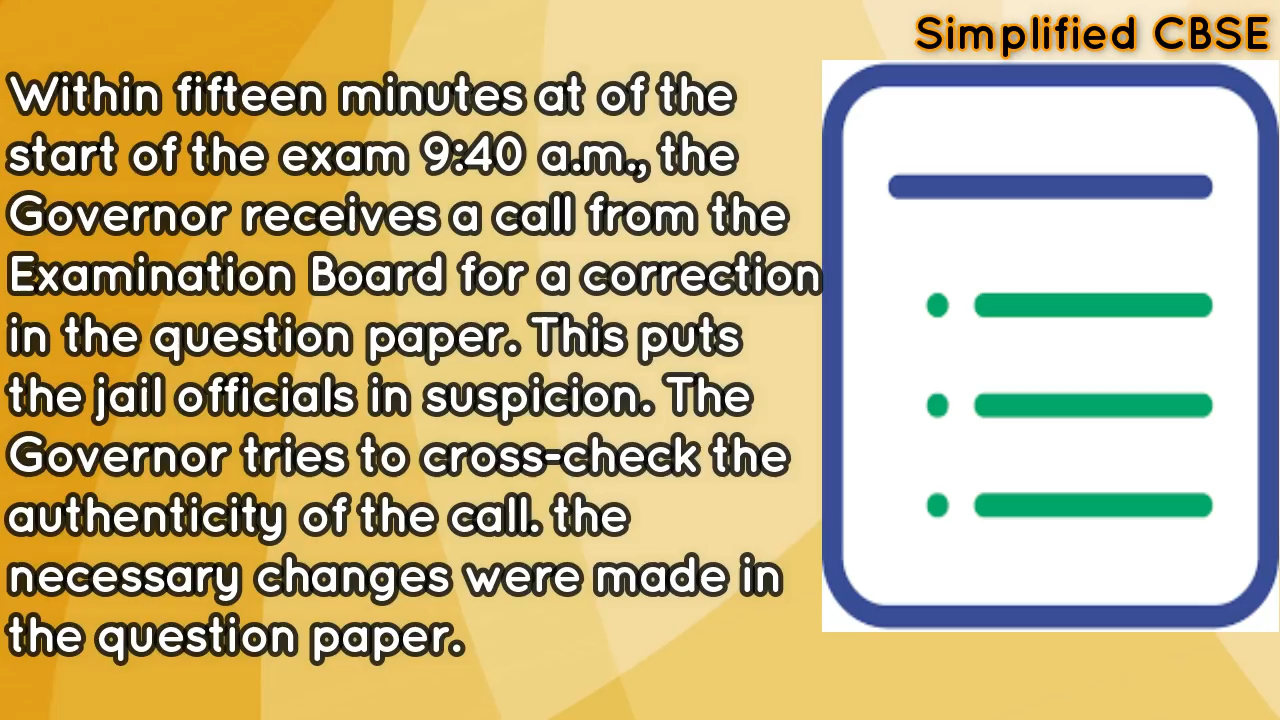 Simplified CBSE
Within fifteen minutes at of the
start of the exam 9:40 a.m., the
Governor receives a call from the
Examination Board for a correction
in the question paper. This puts
the jail officials in suspicion. The
Governor tries to cross-check the
authenticity of the call. the
necessary changes were made in
the question paper.